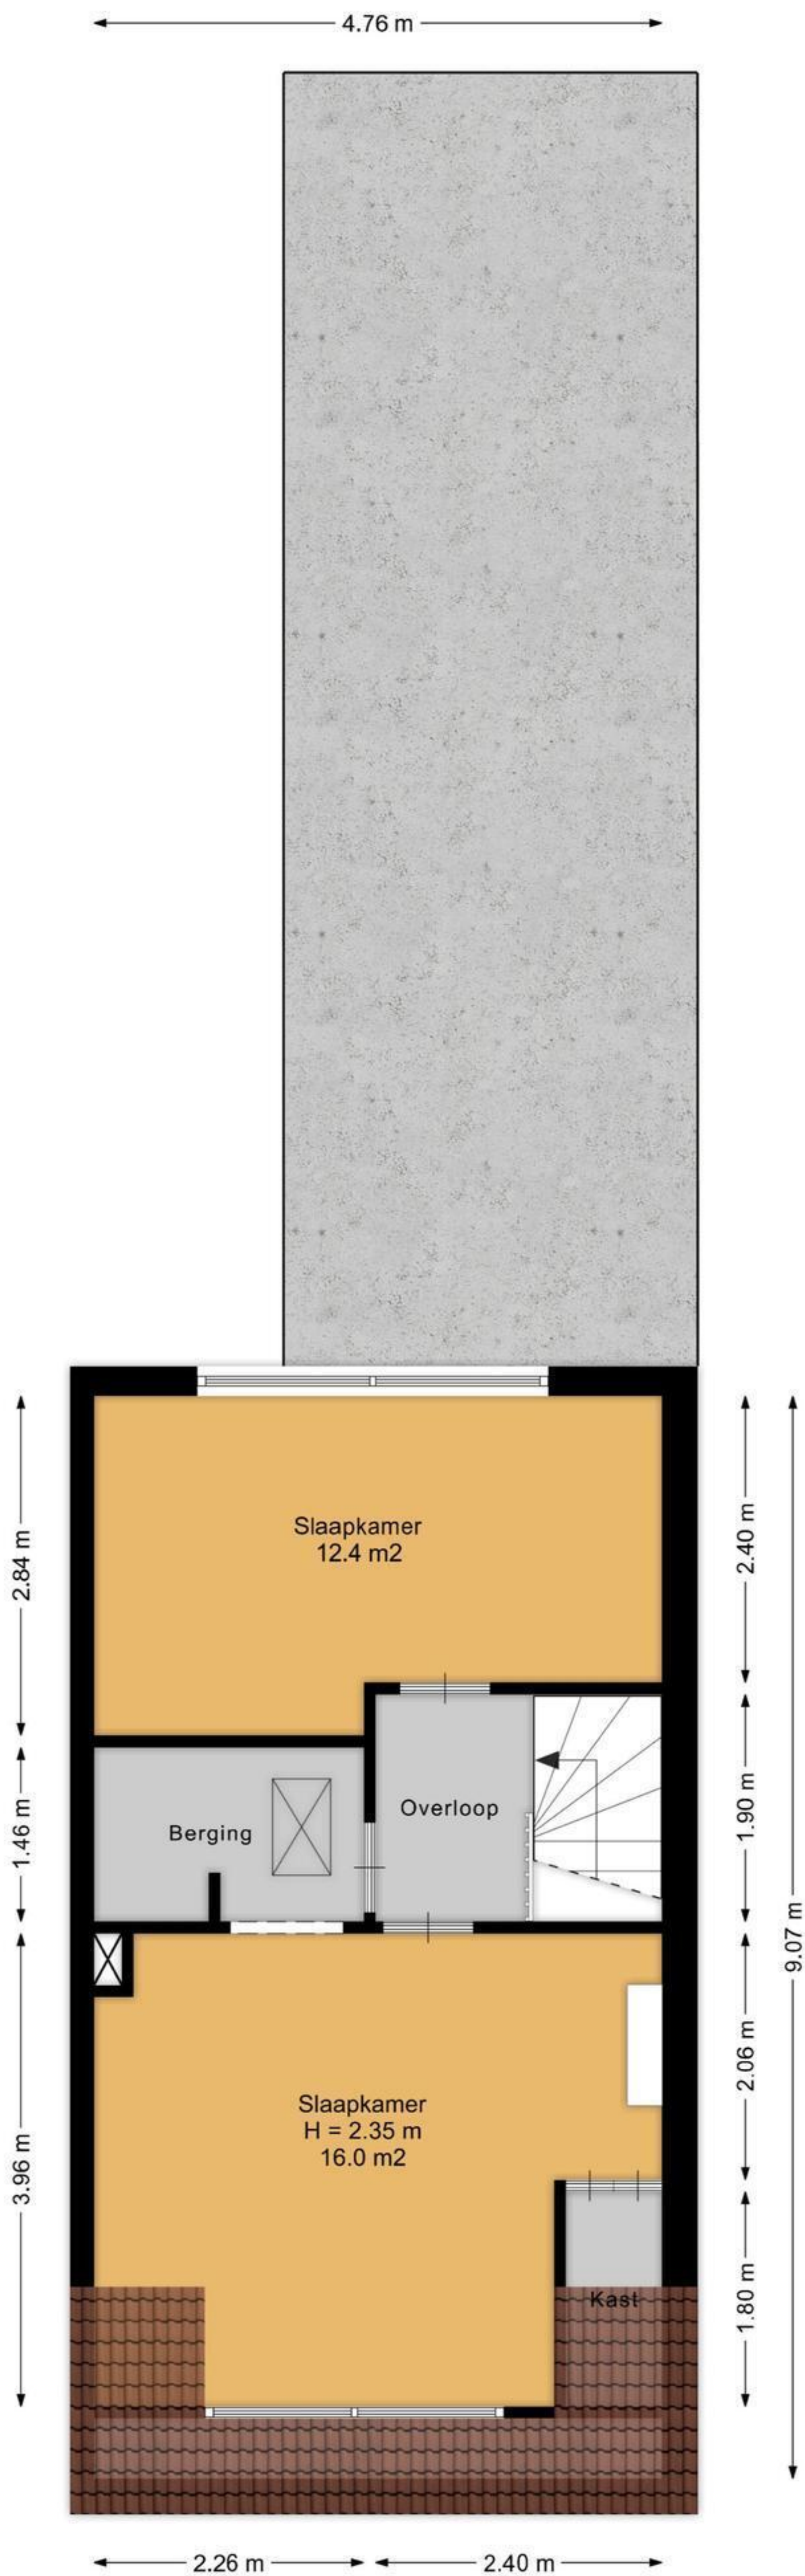 4.76 m
Slaapkamer
12.4 m2
2.84 m
2.40 m
Overloop
Berging
1.46 m
1.90 m
9.07 m
Slaapkamer
H = 2.35 m
16.0 m2
2.06 m
3.96 m
Kast
1.80 m
2.26 m
2.40 m